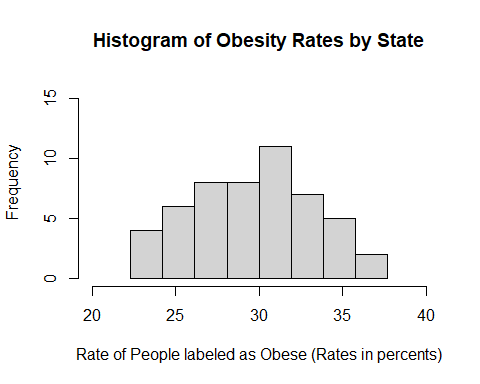 Histogram of Obesity Rates by State
Frequency
15
10
5
0
20 25 30 35 40
Rate of People labeled as Obese (Rates in percents)